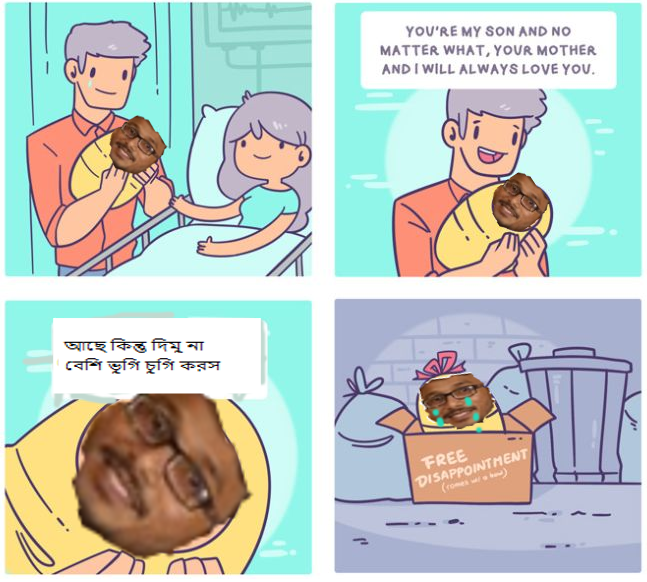 YOU'RE MY SON AND NO
MATTER WHAT, YOUR MOTHER
AND I WILL ALWAYS LOVE YOU.
আছে কিন্তু দিমু না
বেশি ভুগি চুগি করস
FREE
DISAPPOINTMENT
(comes w/ a bow)